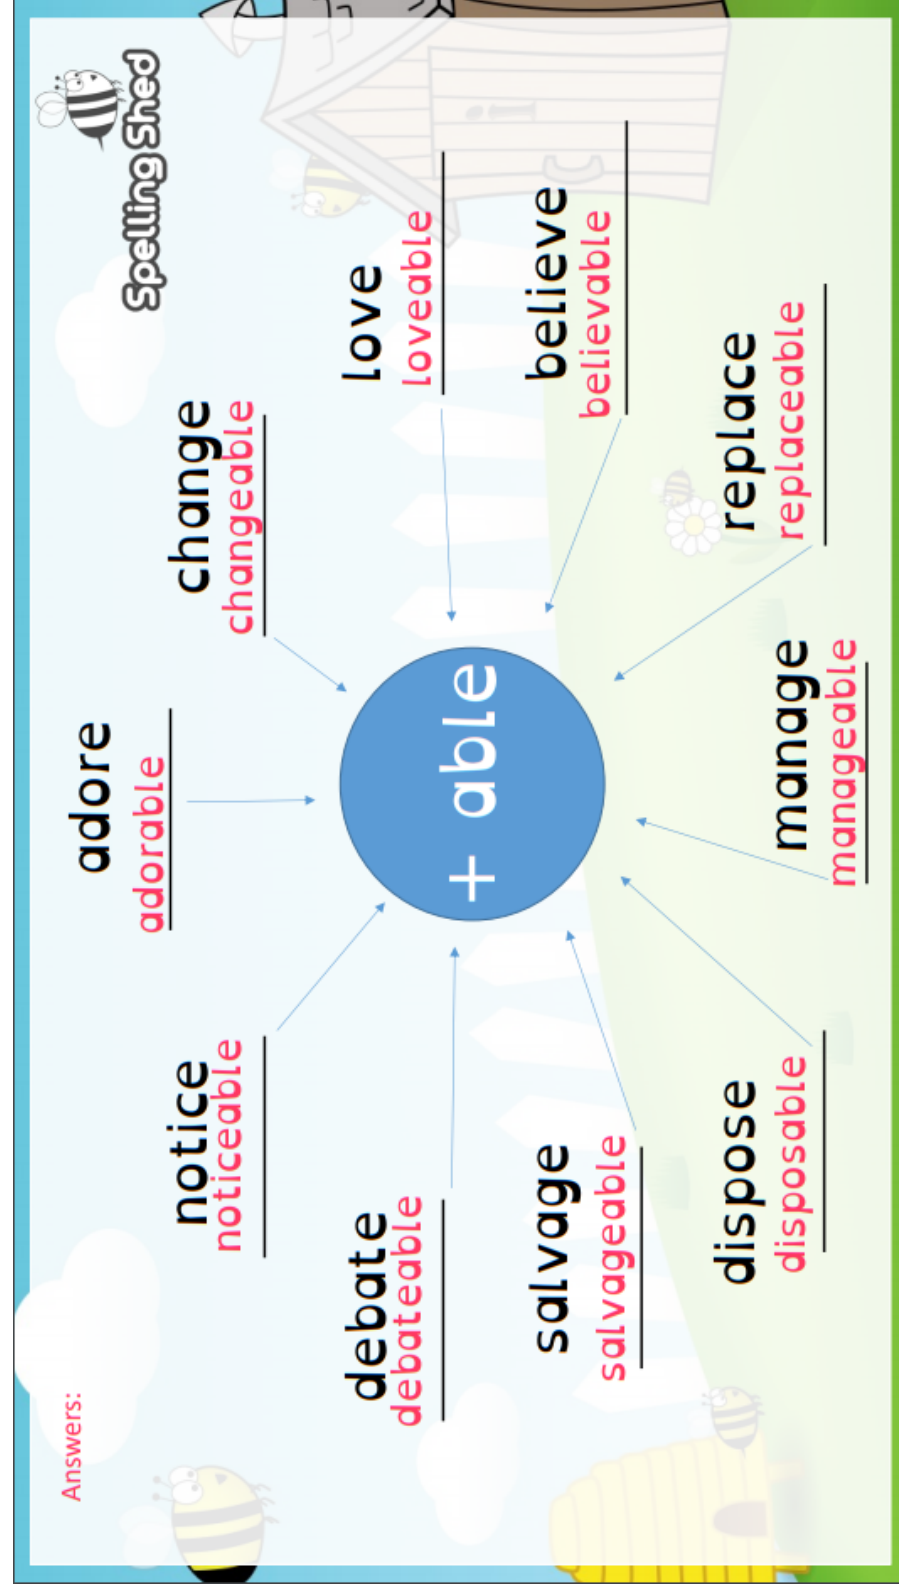 Answers:
Spelling Shed
adore
adorable
notice
noticeable
change
changeable
debate
debateable
+ able
love
loveable
salvage
salvageable
believe
believable
dispose
disposable
manage
manageable
replace
replaceable